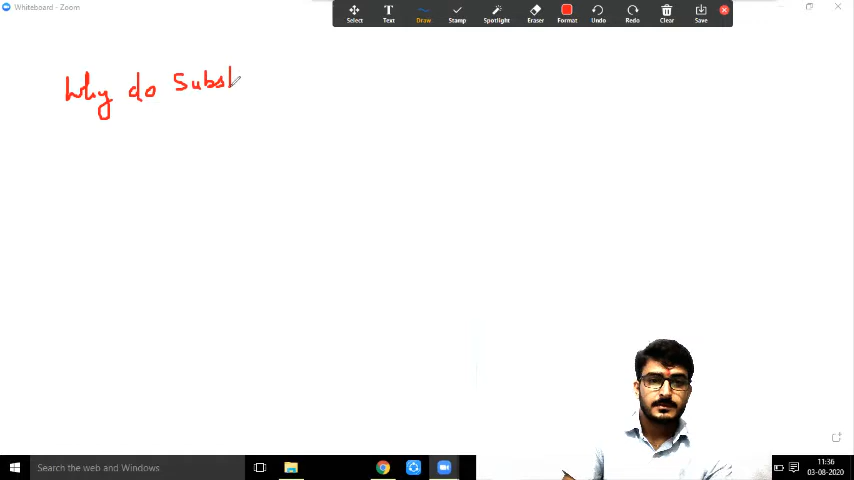 Whiteboard - Zoom
Select Text Draw Stamp Spotlight Eraser Format Undo Redo Clear Save
Why do Subst
Search the web and Windows
11:36
03-08-2020